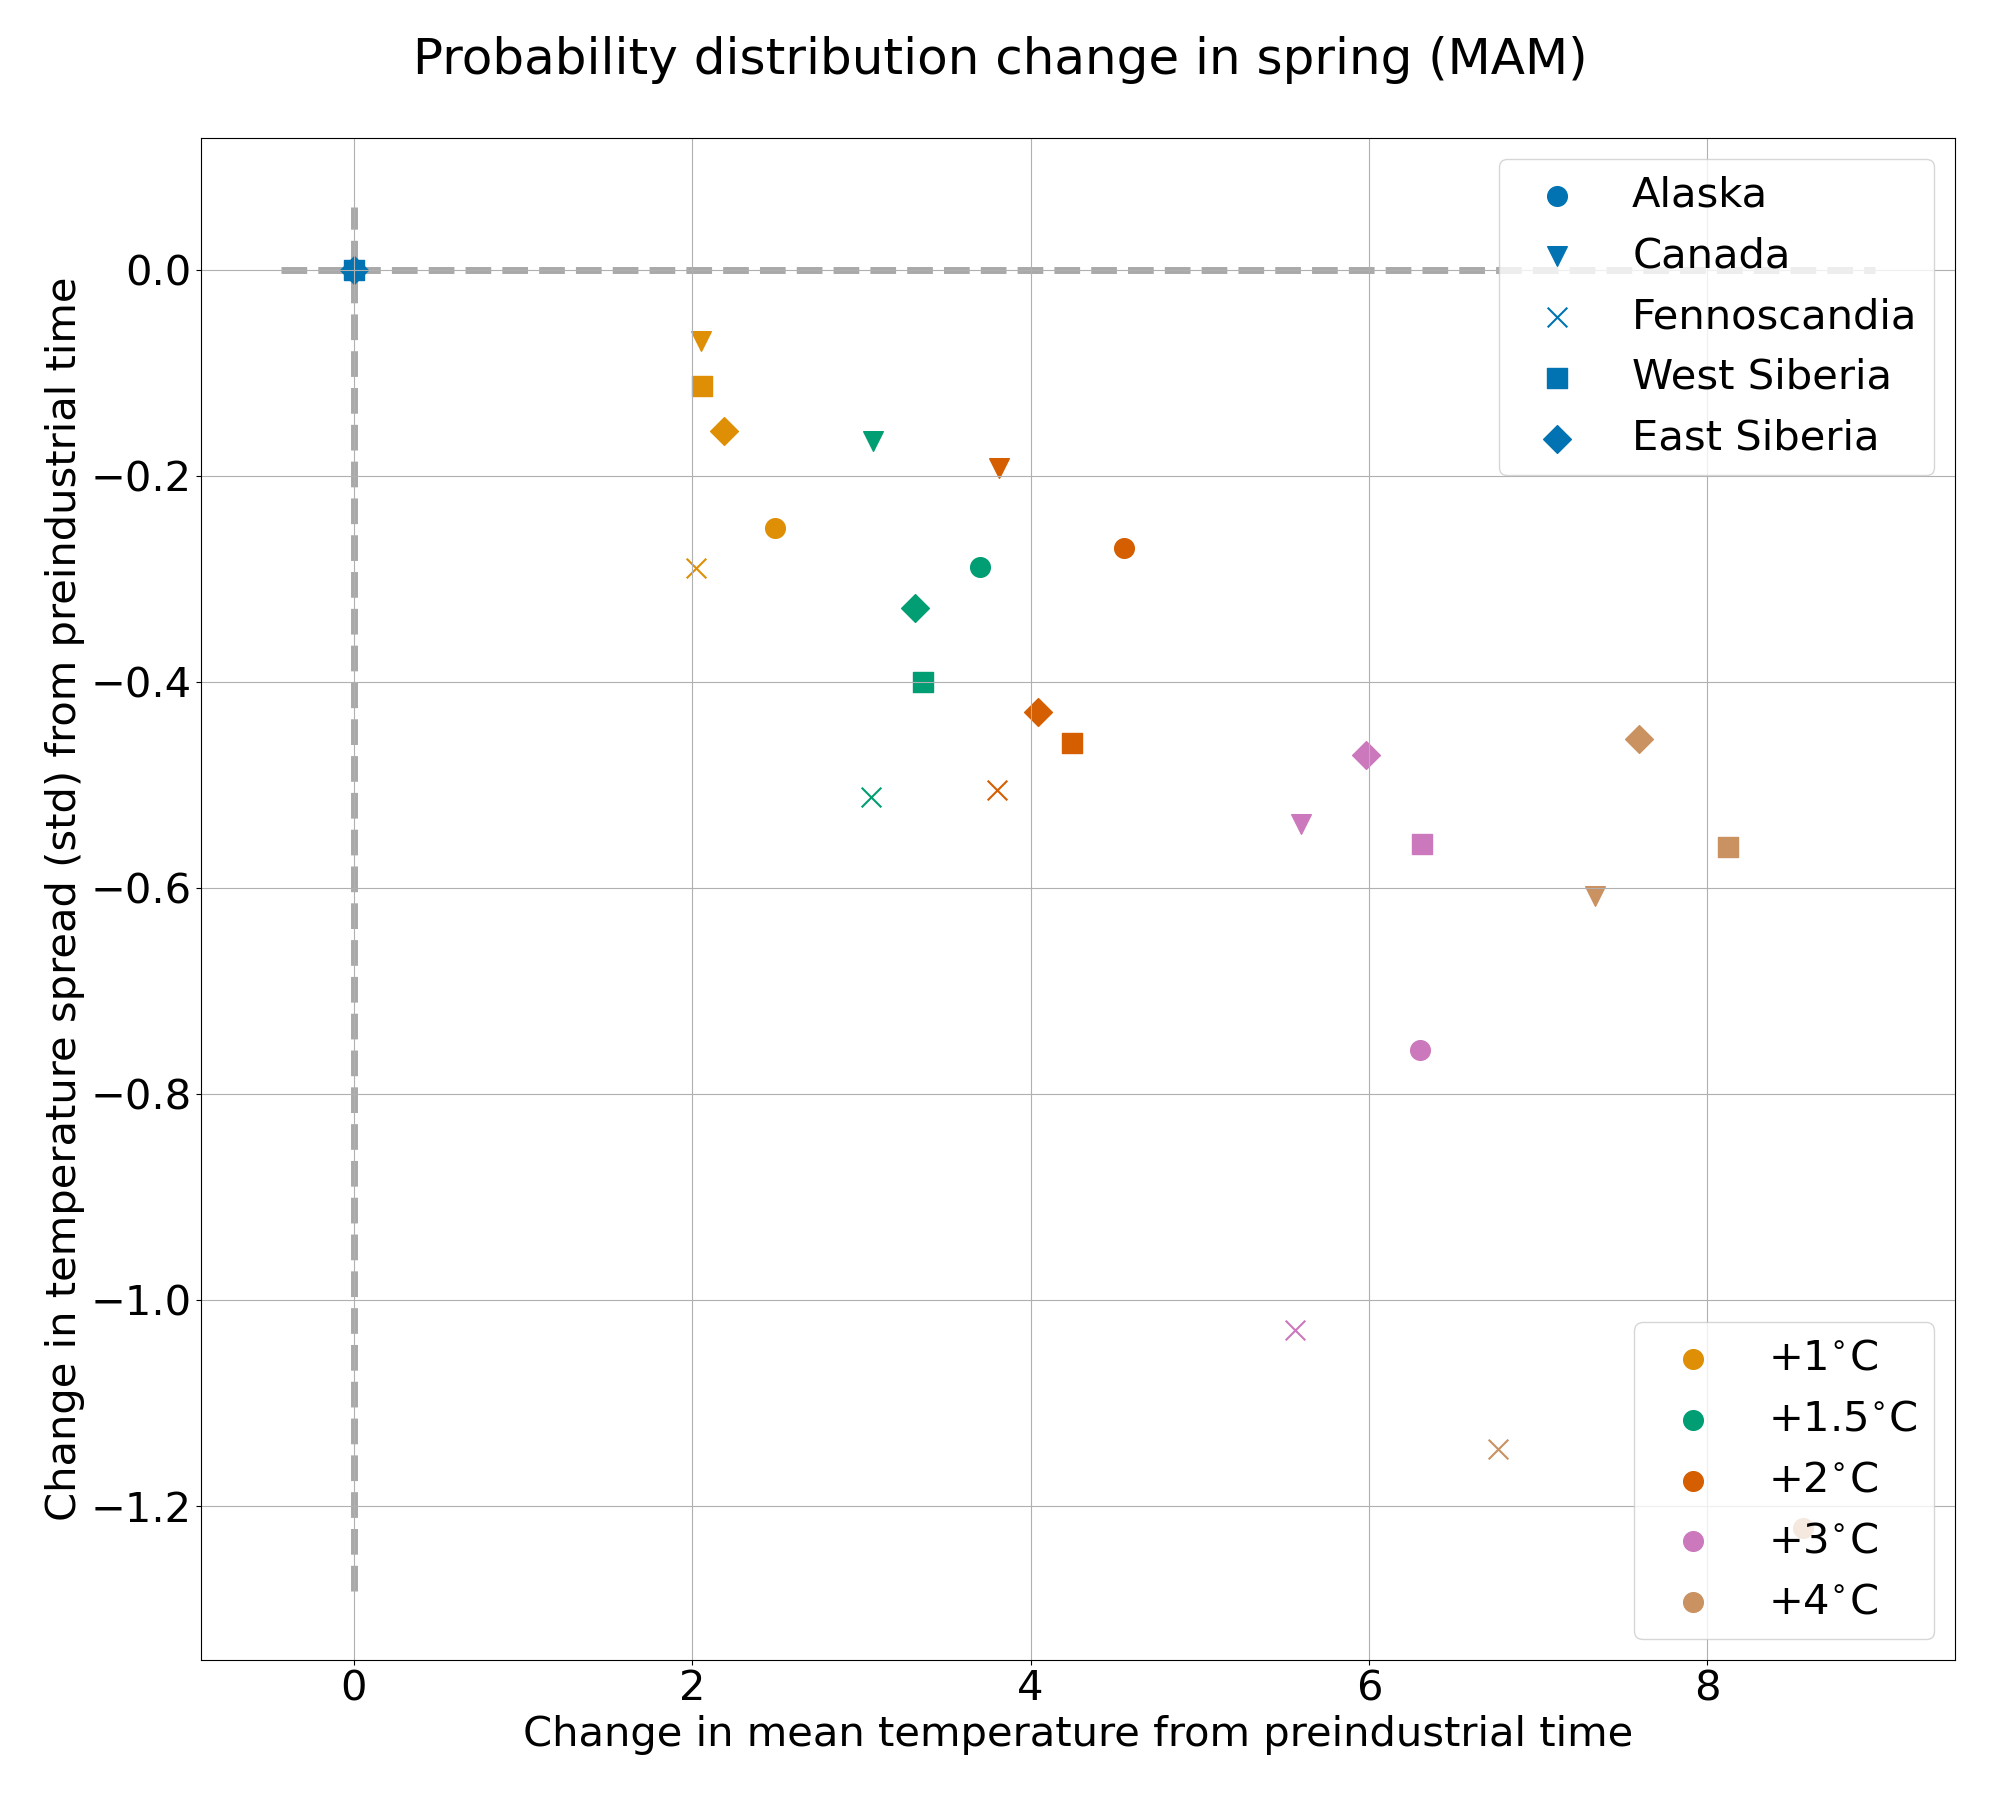 Probability distribution change in spring (MAM)
Change in temperature spread (std) from preindustrial time
0.0
−0.2
−0.4
−0.6
−0.8
−1.0
−1.2
Alaska
Canada
Fennoscandia
West Siberia
East Siberia
+1°C
+1.5°C
+2°C
+3°C
+4°C
0 2 4 6 8
Change in mean temperature from preindustrial time